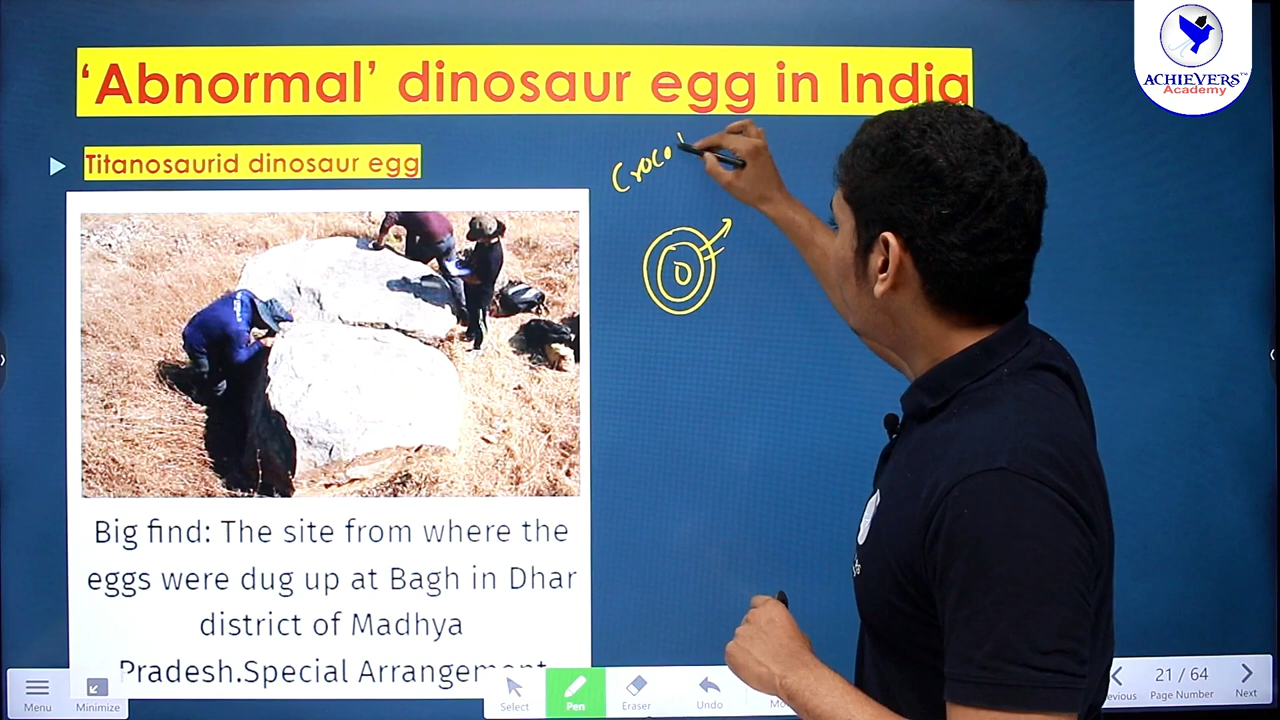 ‘Abnormal’ dinosaur egg in India
ACHIEVERS™
Academy
Titanosaurid dinosaur egg
Croco
Big find: The site from where the
eggs were dug up at Bagh in Dhar
district of Madhya
Pradesh.Special Arrangement
Menu
Minimize
Select
Pen
Eraser
Undo
21 / 64
Page Number
Next